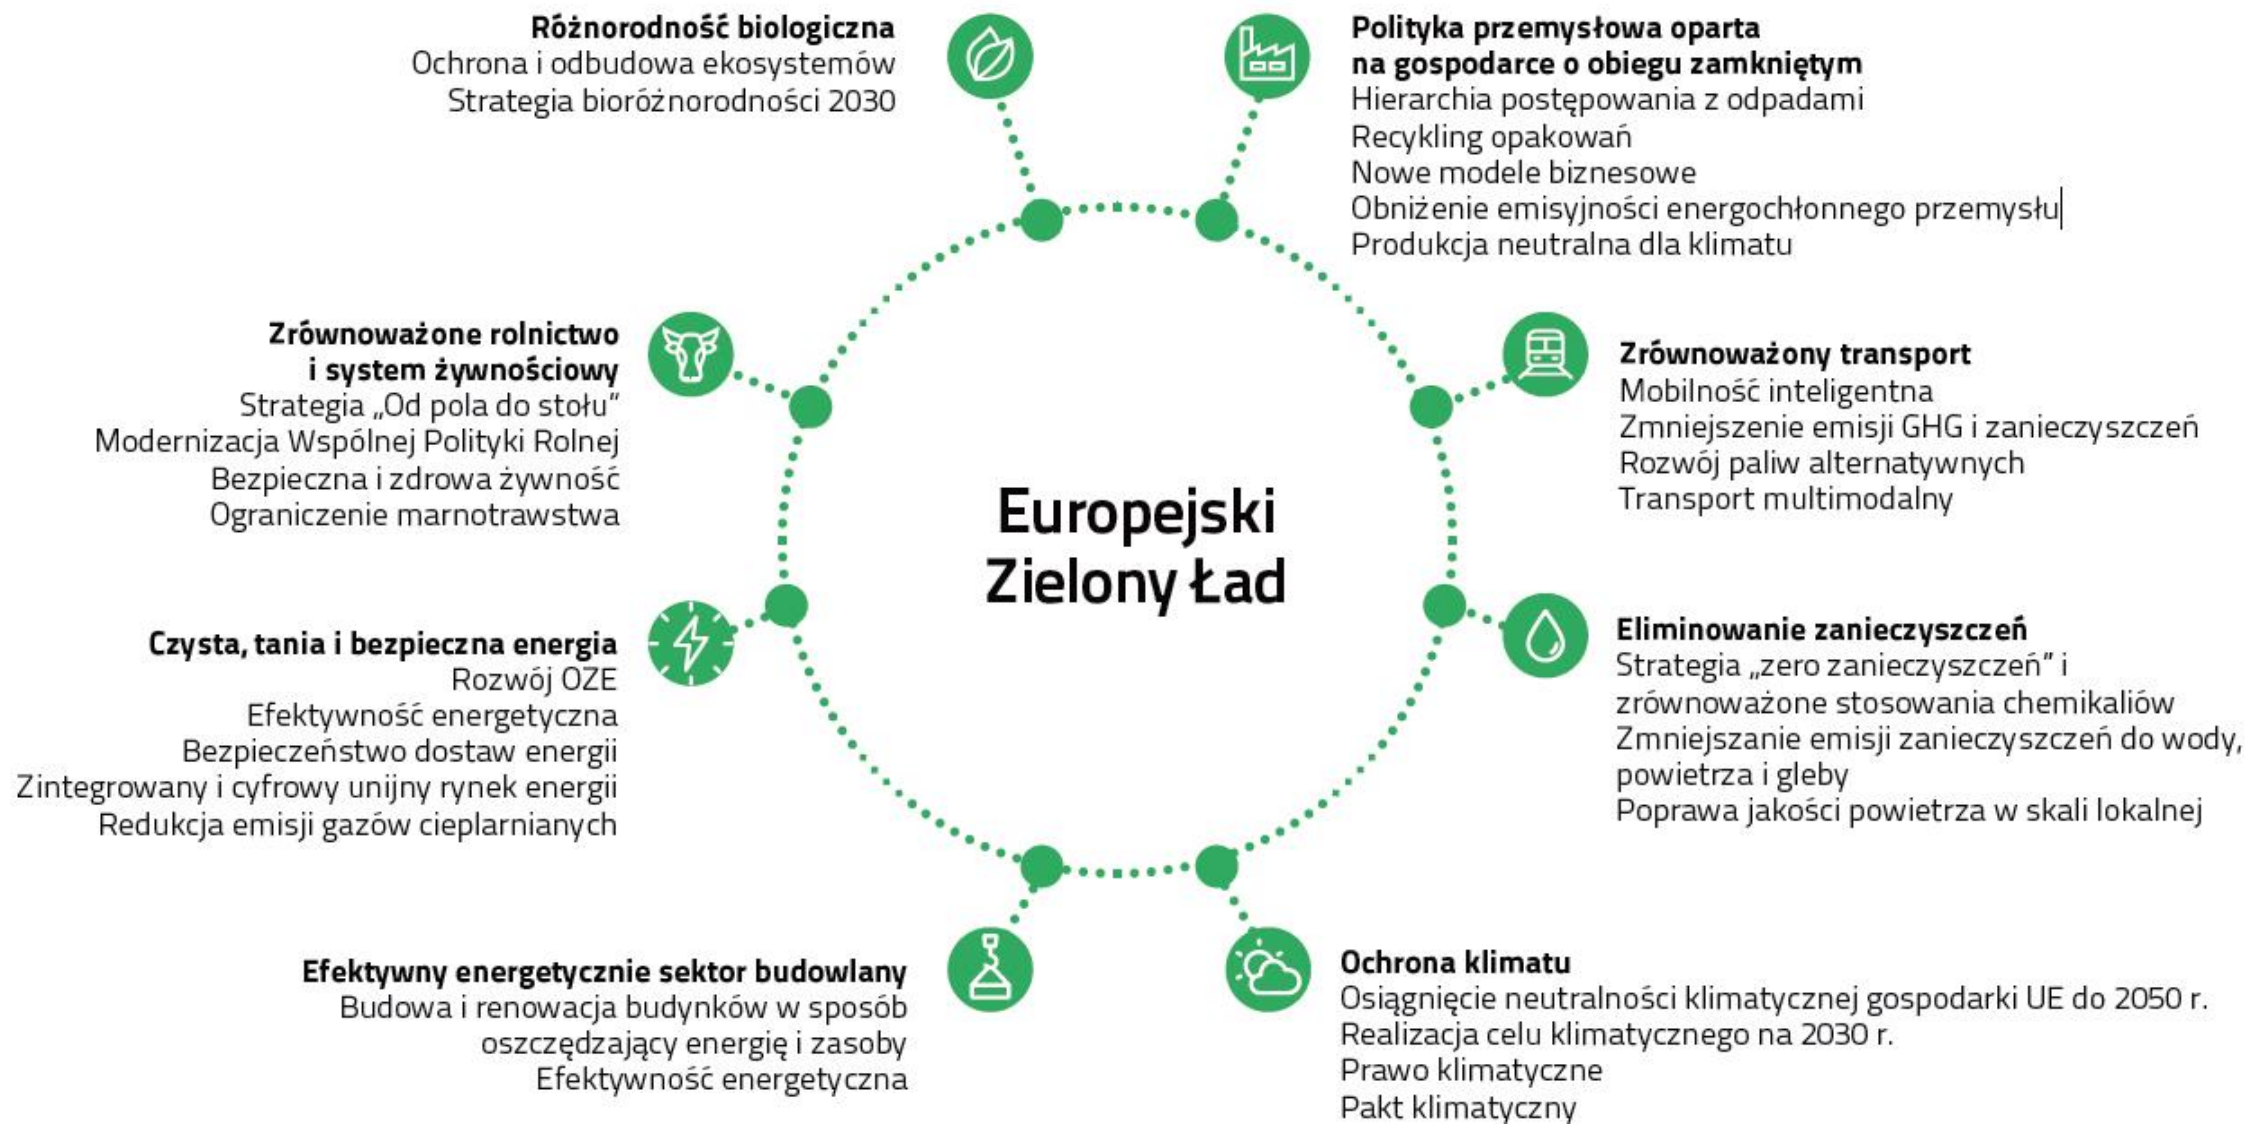 Różnorodność biologiczna
Ochrona i odbudowa ekosystemów
Strategia bioróżnorodności 2030
Polityka przemysłowa oparta
na gospodarce o obiegu zamkniętym
Hierarchia postępowania z odpadami
Recykling opakowań
Nowe modele biznesowe
Obniżenie emisyjności energochłonnego przemysłu
Produkcja neutralna dla klimatu
Zrównoważone rolnictwo
i system żywnościowy
Strategia „Od pola do stołu”
Modernizacja Wspólnej Polityki Rolnej
Bezpieczna i zdrowa żywność
Ograniczenie marnotrawstwa
Zrównoważony transport
Mobilność inteligentna
Zmniejszenie emisji GHG i zanieczyszczeń
Rozwój paliw alternatywnych
Transport multimodalny
Europejski
Zielony Ład
Czysta, tania i bezpieczna energia
Rozwój OZE
Efektywność energetyczna
Bezpieczeństwo dostaw energii
Zintegrowany i cyfrowy unijny rynek energii
Redukcja emisji gazów cieplarnianych
Eliminowanie zanieczyszczeń
Strategia „zero zanieczyszczeń” i
zrównoważone stosowania chemikaliów
Zmniejszanie emisji zanieczyszczeń do wody,
powietrza i gleby
Poprawa jakości powietrza w skali lokalnej
Efektywny energetycznie sektor budowlany
Budowa i renowacja budynków w sposób
oszczędzający energię i zasoby
Efektywność energetyczna
Ochrona klimatu
Osiągnięcie neutralności klimatycznej gospodarki UE do 2050 r.
Realizacja celu klimatycznego na 2030 r.
Prawo klimatyczne
Pakt klimatyczny